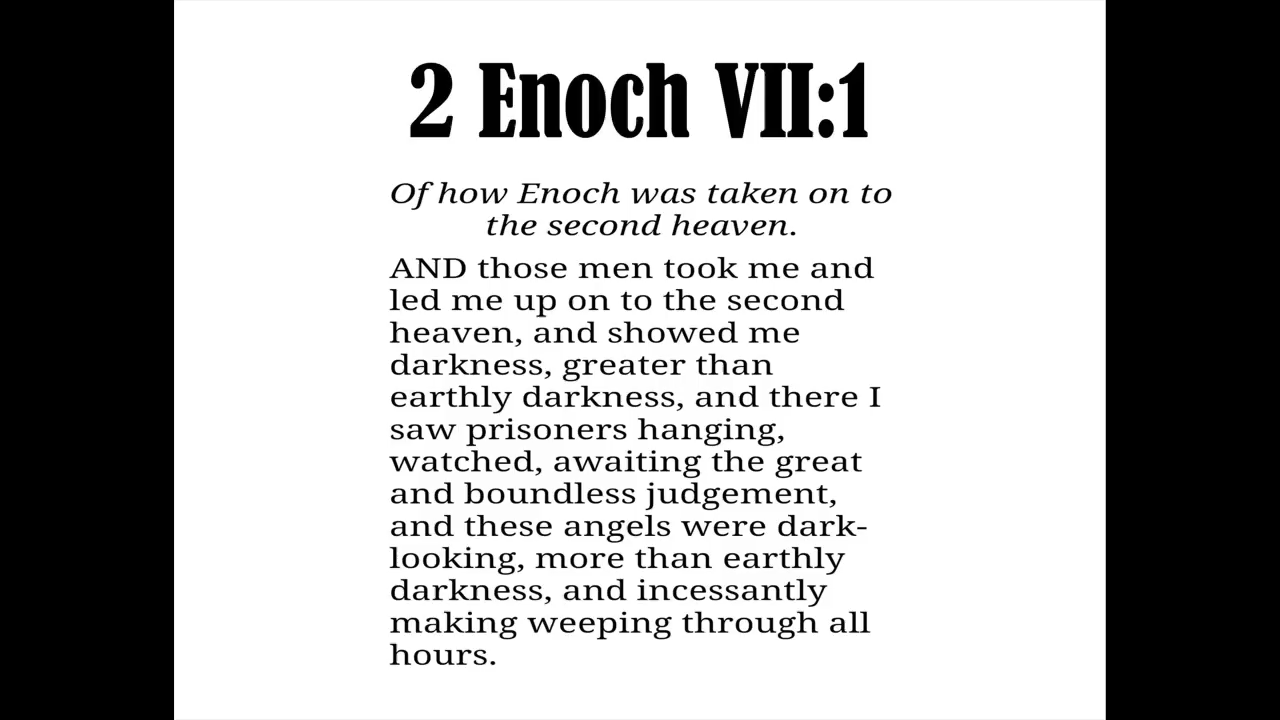 2 Enoch VII:1
Of how Enoch was taken on to
the second heaven.
AND those men took me and
led me up on to the second
heaven, and showed me
darkness, greater than
earthly darkness, and there I
saw prisoners hanging,
watched, awaiting the great
and boundless judgement,
and these angels were dark-
looking, more than earthly
darkness, and incessantly
making weeping through all
hours.